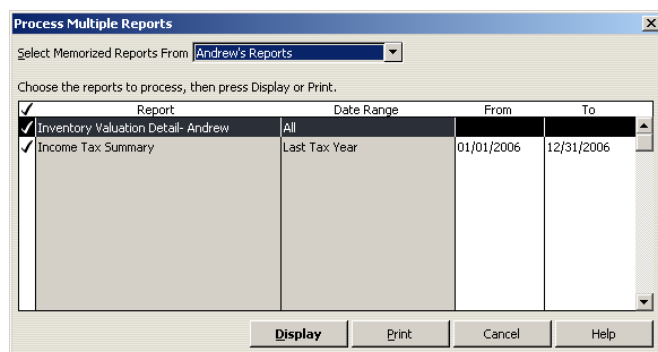 Process Multiple Reports
Select Memorized Reports From Andrew's Reports
Choose the reports to process, then press Display or Print.
✓ Report Date Range From To
✓ Inventory Valuation Detail- Andrew All
✓ Income Tax Summary Last Tax Year 01/01/2006 12/31/2006
Display Print Cancel Help